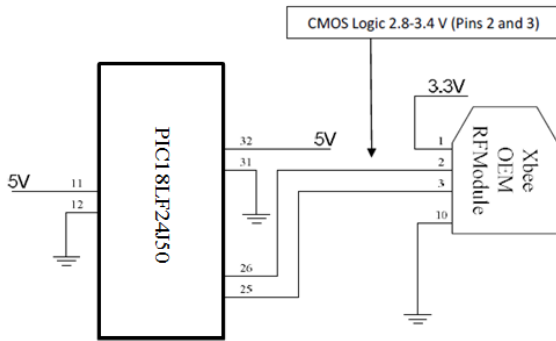 CMOS Logic 2.8-3.4 V (Pins 2 and 3)
3.3V
PIC18LF24J50
32
5V
1
Xbee
OEM
RFModule
31
2
5V
11
3
12
10
26
25